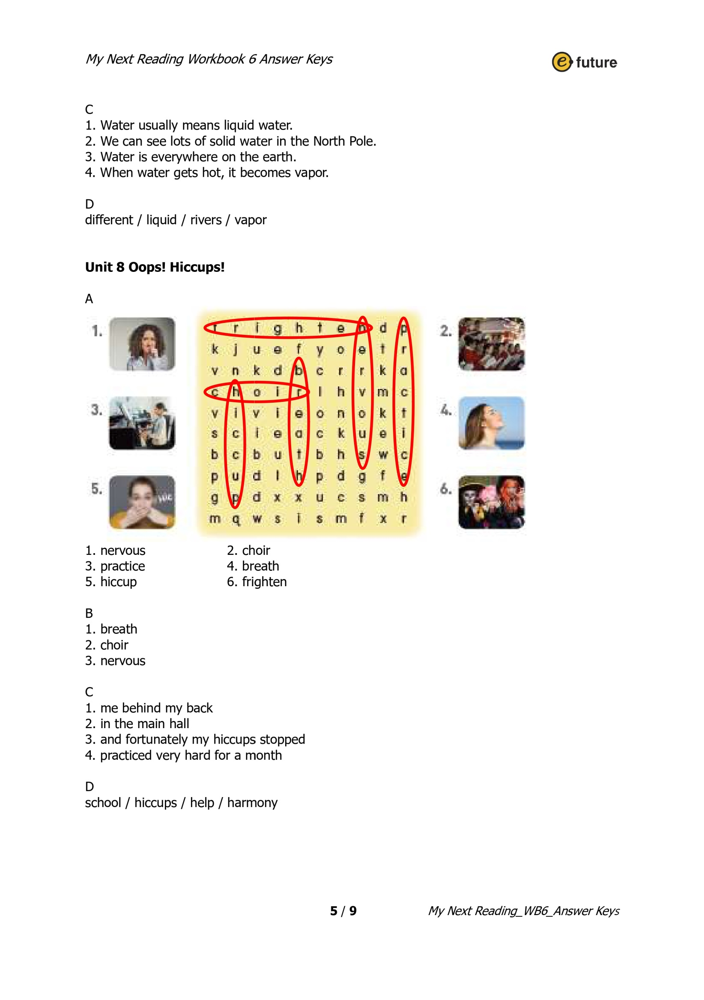 My Next Reading Workbook 6 Answer Keys
e future
C
1. Water usually means liquid water.
2. We can see lots of solid water in the North Pole.
3. Water is everywhere on the earth.
4. When water gets hot, it becomes vapor.
D
different / liquid / rivers / vapor
Unit 8 Oops! Hiccups!
A
1.
2.
3.
4.
5.
6.
f r i g h t e n d p
k j u e f y o e t r
v n k d b c r r k a
c h o i r l h v m c
v i v i e o n o k t
s c i e a c k u e i
b c b u t b h s w c
p u d l h p d g f e
g p d x x u c s m h
m q w s i s m f x r
1. nervous 2. choir
3. practice 4. breath
5. hiccup 6. frighten
B
1. breath
2. choir
3. nervous
C
1. me behind my back
2. in the main hall
3. and fortunately my hiccups stopped
4. practiced very hard for a month
D
school / hiccups / help / harmony
5 / 9 My Next Reading_WB6_Answer Keys